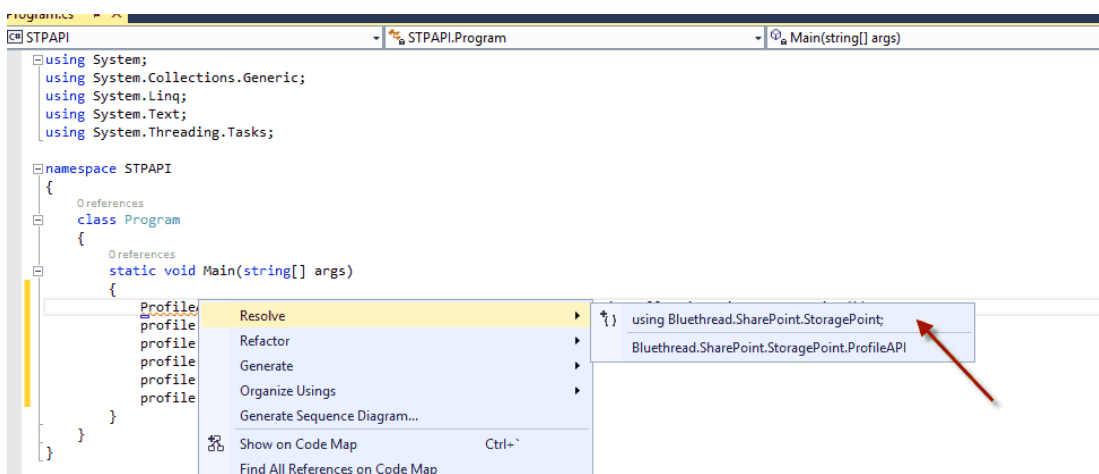 Program.cs
C# STPAPI STPAPI.Program Main(string[] args)
using System;
using System.Collections.Generic;
using System.Linq;
using System.Text;
using System.Threading.Tasks;
namespace STPAPI
{
0 references
class Program
{
0 references
static void Main(string[] args)
{
Profile
profile
profile
profile
profile
profile
}
}
}
Resolve
Refactor
Generate
Organize Usings
Generate Sequence Diagram...
Show on Code Map Ctrl+`
Find All References on Code Map
using Bluethread.SharePoint.StoragePoint;
Bluethread.SharePoint.StoragePoint.ProfileAPI